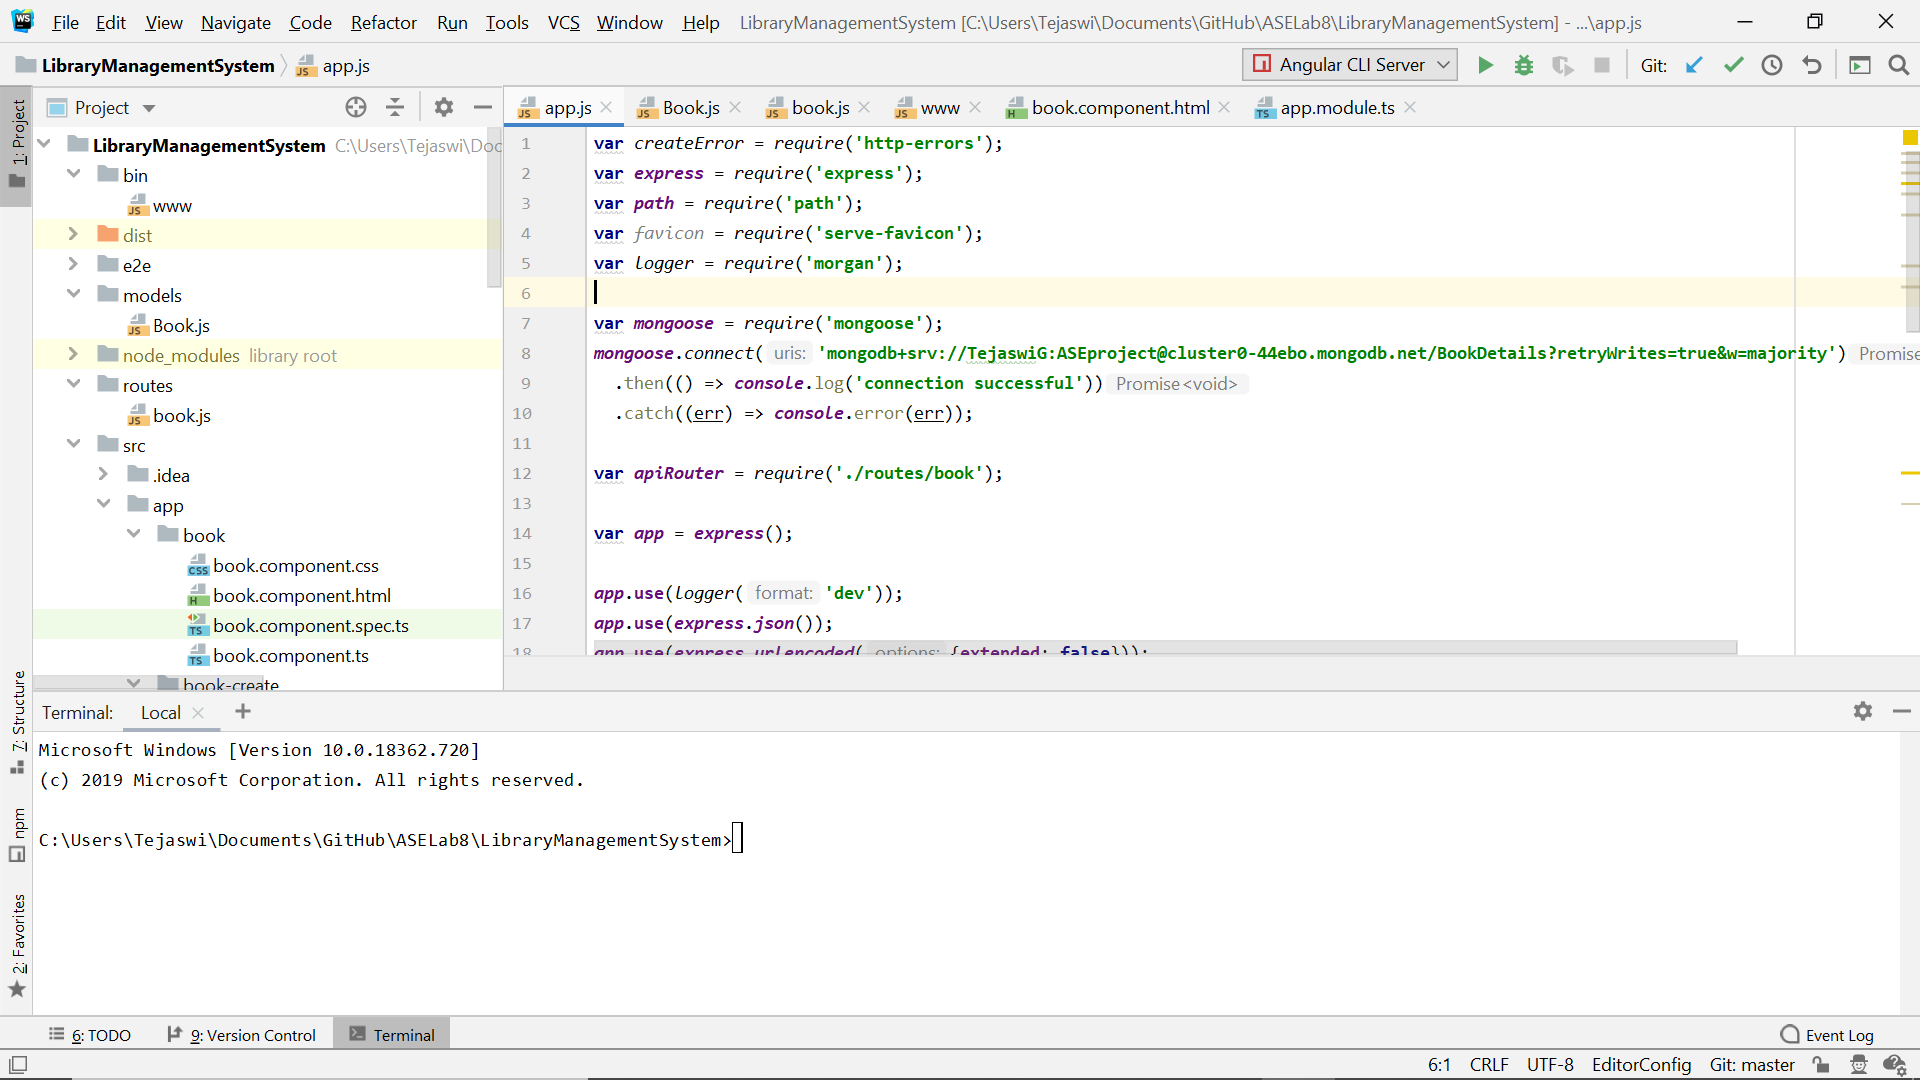 File Edit View Navigate Code Refactor Run Tools VCS Window Help LibraryManagementSystem [C:\Users\Tejaswi\Documents\GitHub\ASELab8\LibraryManagementSystem] - ...\app.js
LibraryManagementSystem app.js Angular CLI Server Git:
Project
app.js Book.js book.js www book.component.html app.module.ts
1: Project
7: Structure
npm
2: Favorites
LibraryManagementSystem C:\Users\Tejaswi\Doc
bin
www
dist
e2e
models
Book.js
node_modules library root
routes
book.js
src
.idea
app
book
book.component.css
book.component.html
book.component.spec.ts
book.component.ts
book-create
1 var createError = require('http-errors');
2 var express = require('express');
3 var path = require('path');
4 var favicon = require('serve-favicon');
5 var logger = require('morgan');
6
7 var mongoose = require('mongoose');
8 mongoose.connect( uris: 'mongodb+srv://TejaswiG:ASEproject@cluster0-44ebo.mongodb.net/BookDetails?retryWrites=true&w=majority') Promise
9 .then(() => console.log('connection successful')) Promise<void>
10 .catch((err) => console.error(err));
11
12 var apiRouter = require('./routes/book');
13
14 var app = express();
15
16 app.use(logger( format: 'dev'));
17 app.use(express.json());
18 app.use(express.urlencoded( options: {extended: false}));
Terminal: Local
Microsoft Windows [Version 10.0.18362.720]
(c) 2019 Microsoft Corporation. All rights reserved.
C:\Users\Tejaswi\Documents\GitHub\ASELab8\LibraryManagementSystem>
6: TODO 9: Version Control Terminal Event Log
6:1 CRLF UTF-8 EditorConfig Git: master